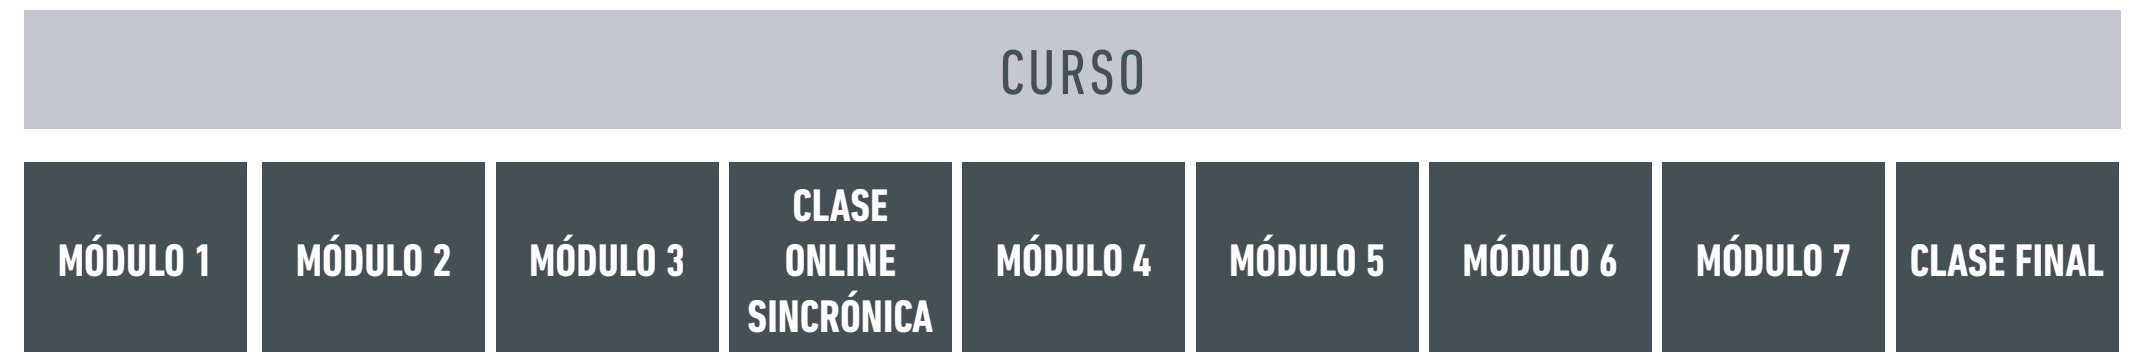 CURSO
MÓDULO 1
MÓDULO 2
MÓDULO 3
CLASE
ONLINE
SINCRÓNICA
MÓDULO 4
MÓDULO 5
MÓDULO 6
MÓDULO 7
CLASE FINAL